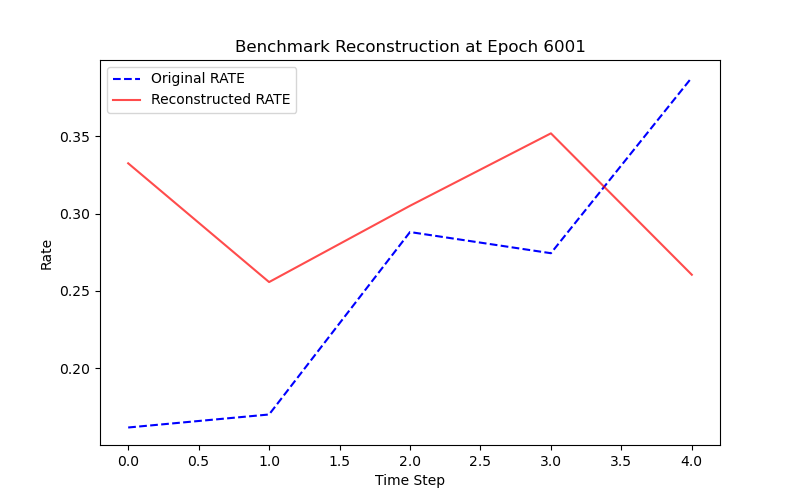 Benchmark Reconstruction at Epoch 6001
Original RATE
Reconstructed RATE
0.35
0.30
0.25
0.20
Rate
0.0 0.5 1.0 1.5 2.0 2.5 3.0 3.5 4.0
Time Step